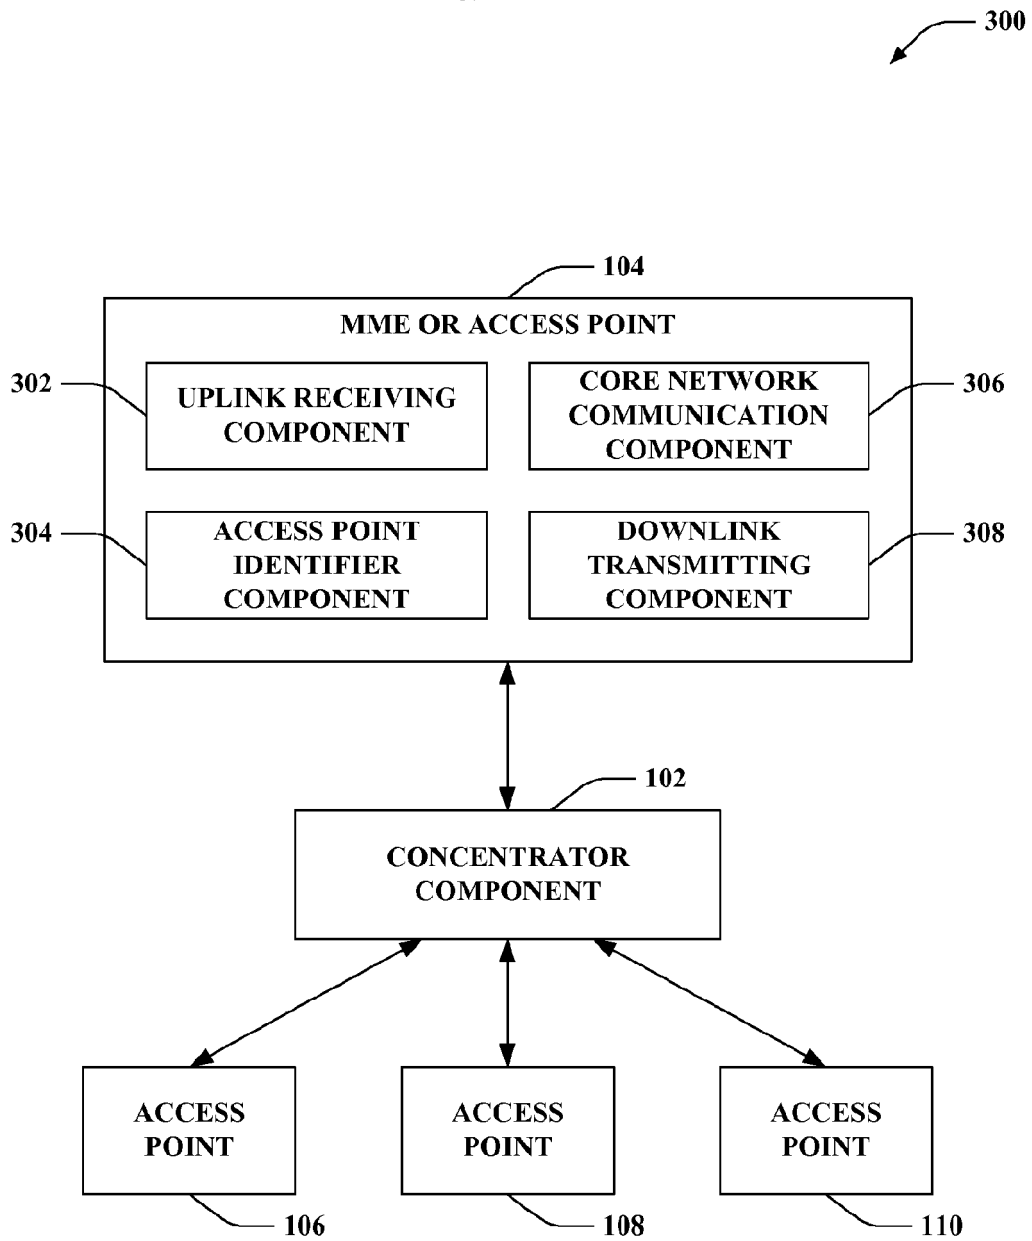 300
104
MME OR ACCESS POINT
302
UPLINK RECEIVING
COMPONENT
CORE NETWORK
COMMUNICATION
COMPONENT
306
304
ACCESS POINT
IDENTIFIER
COMPONENT
DOWNLINK
TRANSMITTING
COMPONENT
308
102
CONCENTRATOR
COMPONENT
ACCESS
POINT
ACCESS
POINT
ACCESS
POINT
106
108
110